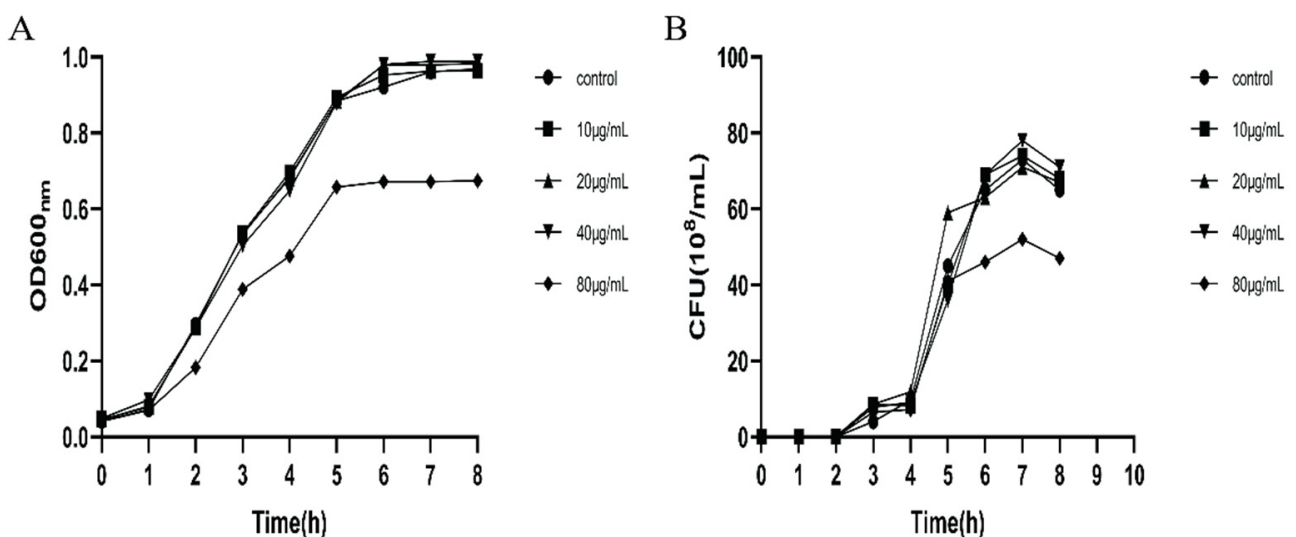 A
OD600nm
1.0
0.8
0.6
0.4
0.2
0.0
0 1 2 3 4 5 6 7 8
Time(h)
control
10µg/mL
20µg/mL
40µg/mL
80µg/mL
B
CFU(10⁸/mL)
100
80
60
40
20
0
0 1 2 3 4 5 6 7 8 9 10
Time(h)
control
10µg/mL
20µg/mL
40µg/mL
80µg/mL